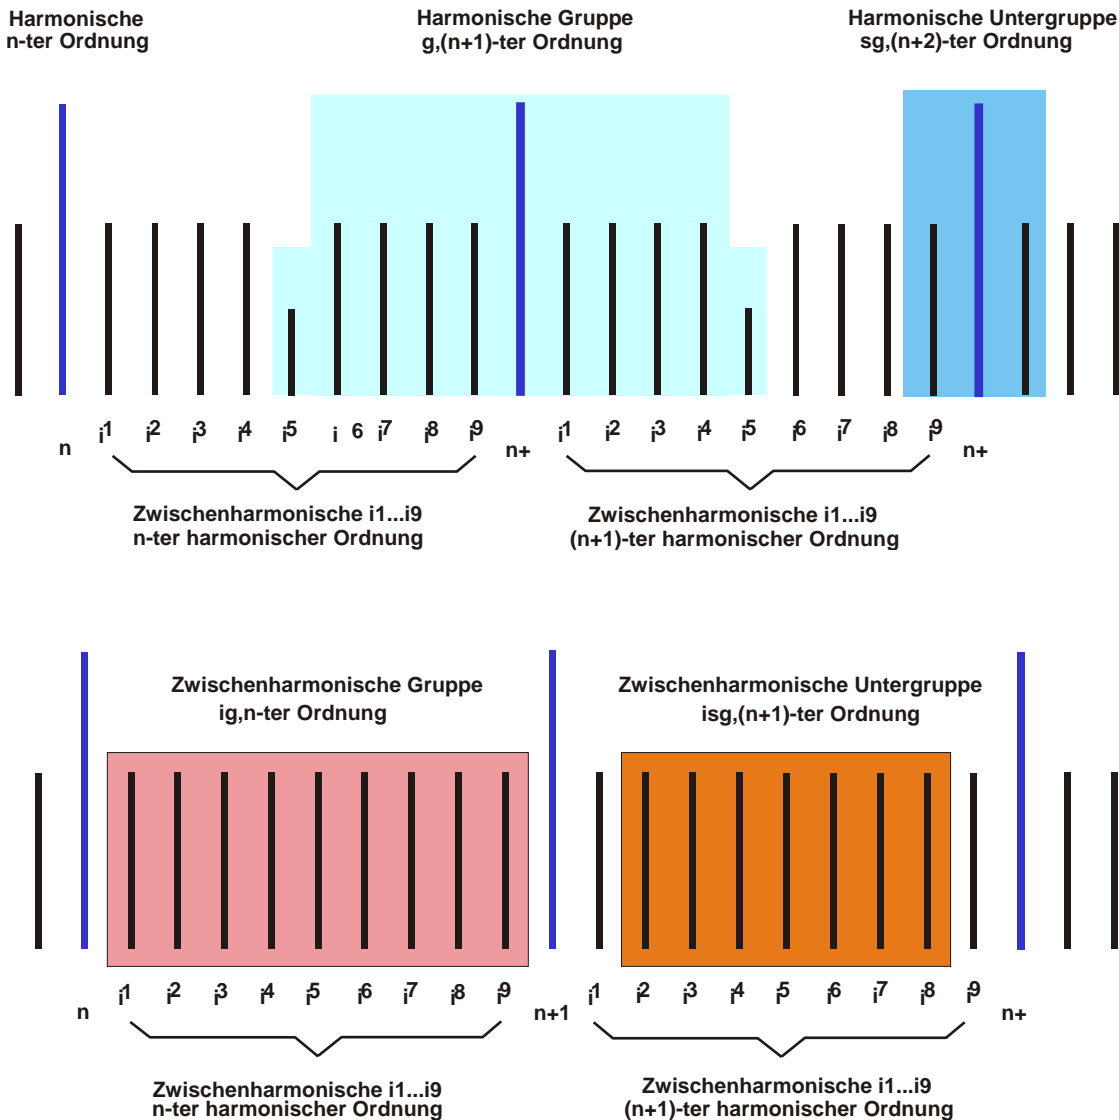 Harmonische
n-ter Ordnung
Harmonische Gruppe
g,(n+1)-ter Ordnung
Harmonische Untergruppe
sg,(n+2)-ter Ordnung
n i1 i2 i3 i4 i5 i 6 i7 i8 i9 n+ i1 i2 i3 i4 i5 i6 i7 i8 i9 n+
Zwischenharmonische i1...i9
n-ter harmonischer Ordnung
Zwischenharmonische i1...i9
(n+1)-ter harmonischer Ordnung
Zwischenharmonische Gruppe
ig,n-ter Ordnung
Zwischenharmonische Untergruppe
isg,(n+1)-ter Ordnung
n i1 i2 i3 i4 i5 i6 i7 i8 i9 n+1 i1 i2 i3 i4 i5 i6 i7 i8 i9 n+
Zwischenharmonische i1...i9
n-ter harmonischer Ordnung
Zwischenharmonische i1...i9
(n+1)-ter harmonischer Ordnung